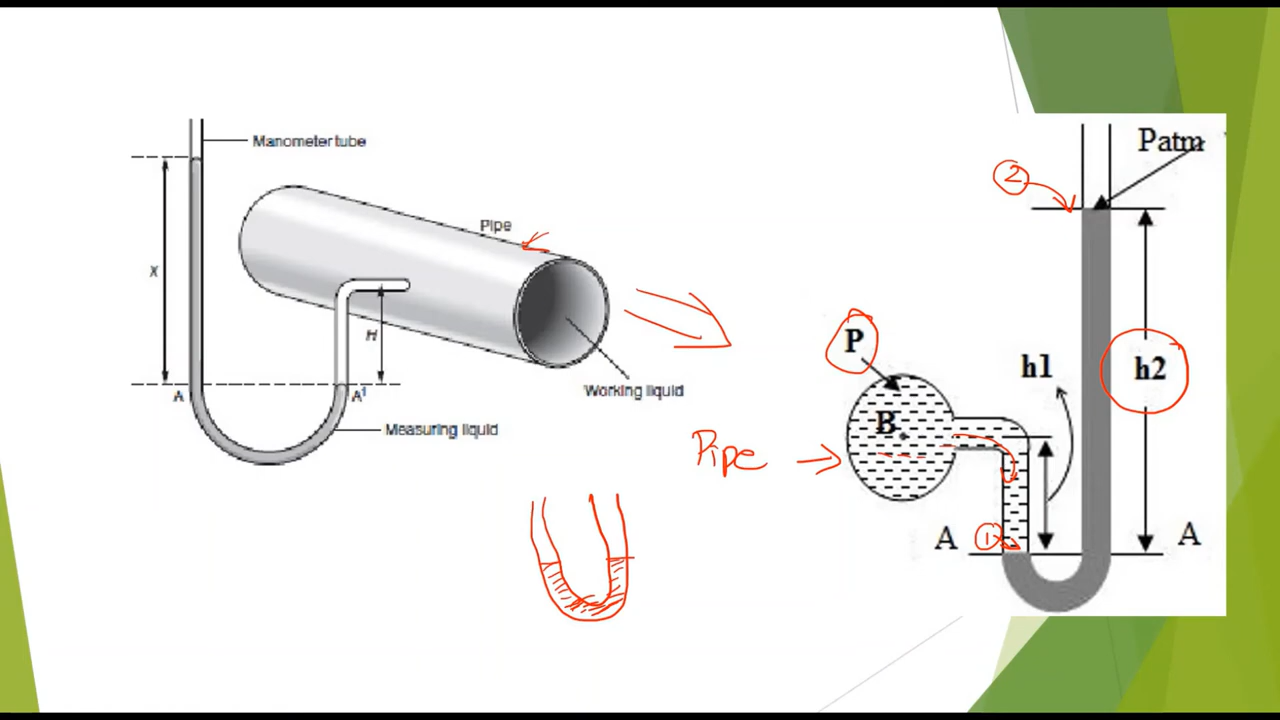 Manometer tube
Pipe
X
H
A
A¹
Working liquid
Measuring liquid
Pipe
Patm
2
P
h1
h2
B
1
A
A